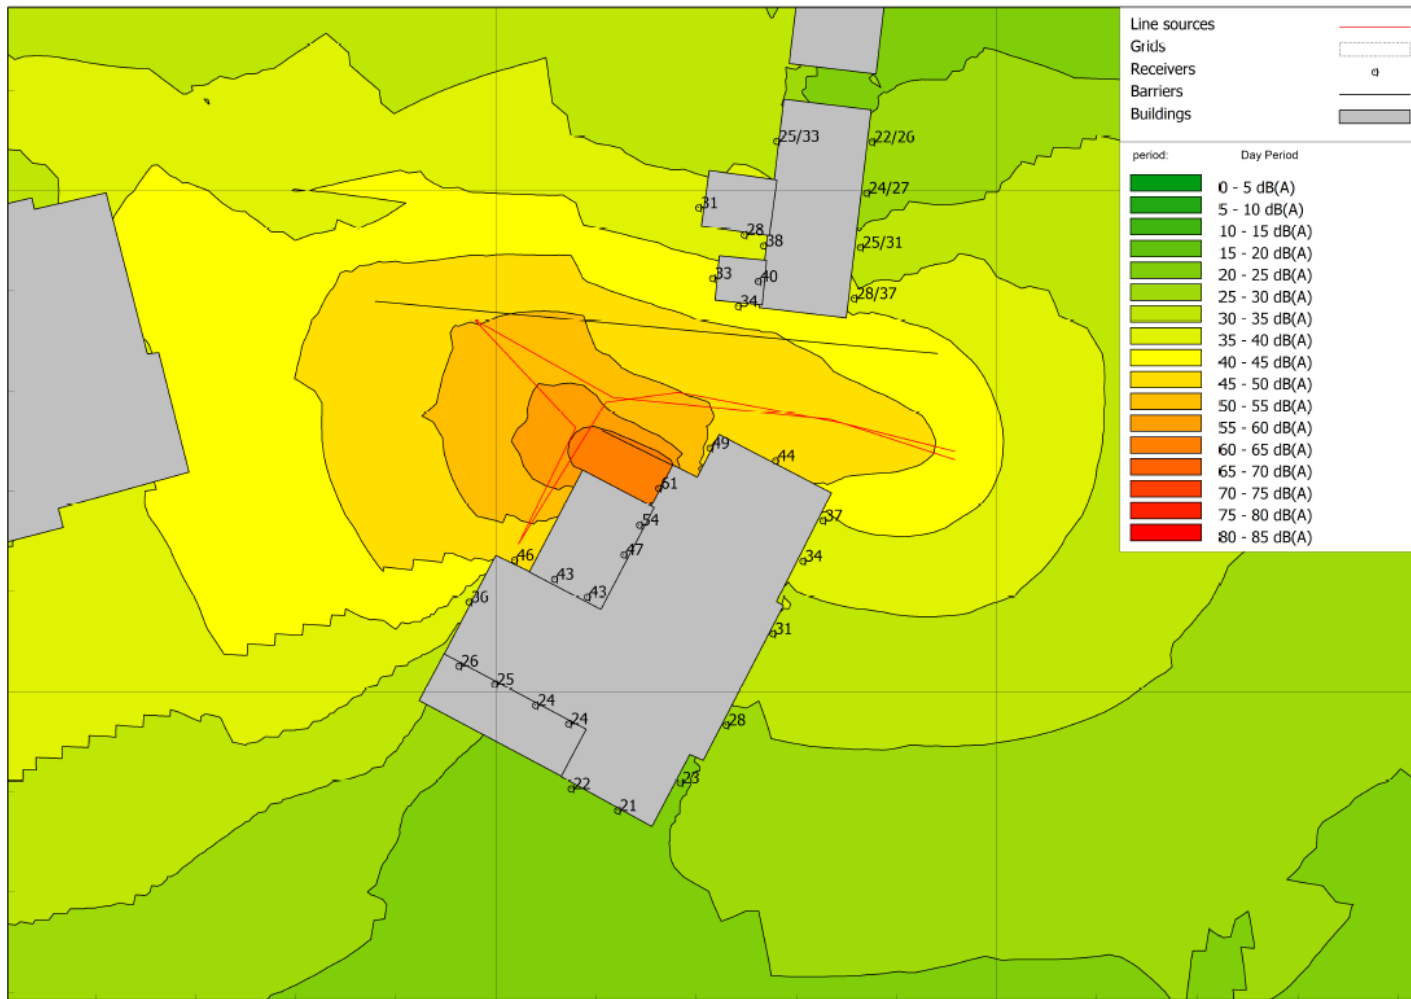 Line sources
Grids
Receivers
Barriers
Buildings
period: Day Period
0 - 5 dB(A)
5 - 10 dB(A)
10 - 15 dB(A)
15 - 20 dB(A)
20 - 25 dB(A)
25 - 30 dB(A)
30 - 35 dB(A)
35 - 40 dB(A)
40 - 45 dB(A)
45 - 50 dB(A)
50 - 55 dB(A)
55 - 60 dB(A)
60 - 65 dB(A)
65 - 70 dB(A)
70 - 75 dB(A)
75 - 80 dB(A)
80 - 85 dB(A)
25/33
22/26
24/27
31
28
38
25/31
33
40
34
28/37
49
44
61
37
54
47
46
34
43
43
36
31
26
25
24
24
28
22
23
21